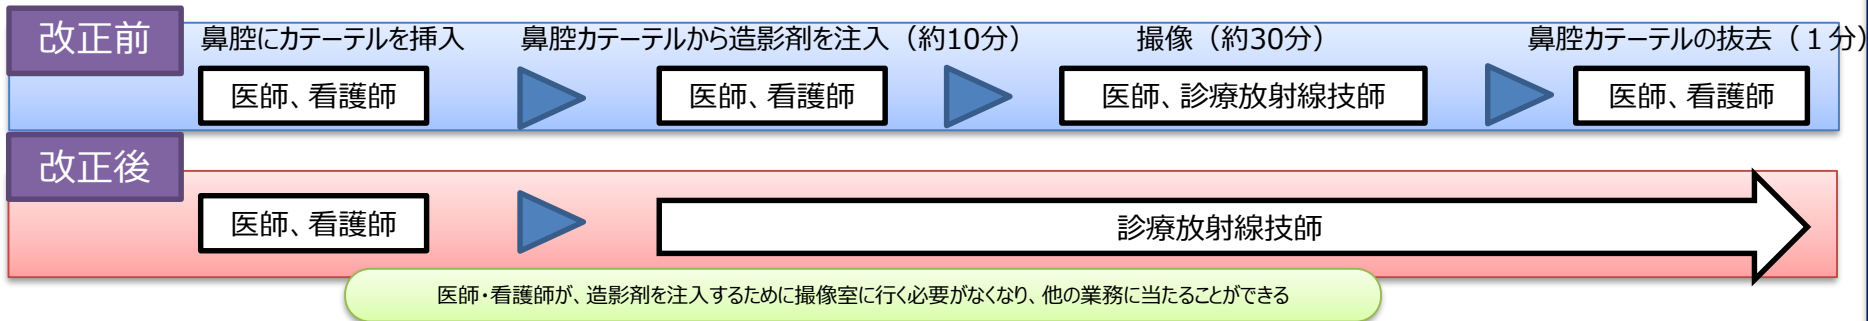 改正前
鼻腔にカテーテルを挿入
鼻腔カテーテルから造影剤を注入（約10分）
撮像（約30分）
鼻腔カテーテルの抜去（１分）
医師、看護師
医師、看護師
医師、診療放射線技師
医師、看護師
改正後
医師、看護師
診療放射線技師
医師・看護師が、造影剤を注入するために撮像室に行く必要がなくなり、他の業務に当たることができる